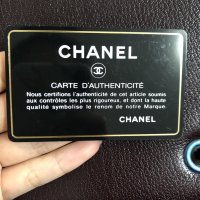 CHANEL
CARTE D'AUTHENTICITÉ
Nous certifions l'authenticité de cet article soumis
aux contrôles les plus rigoureux, et dont la haute
qualité symbolise le renom de notre Marque.
CHANEL